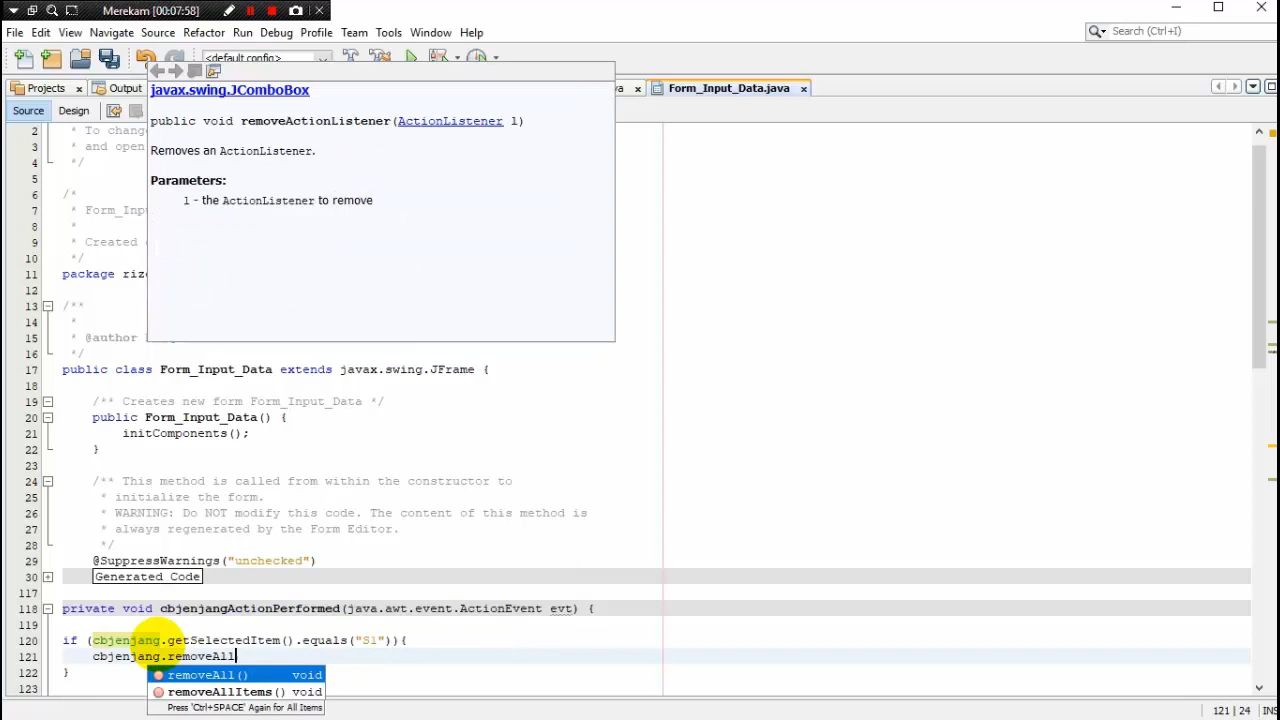 Merekam [00:07:58]
File Edit View Navigate Source Refactor Run Debug Profile Team Tools Window Help
Search (Ctrl+I)
<default config>
Projects Output va Form_Input_Data.java
Source Design
javax.swing.JComboBox
public void removeActionListener(ActionListener l)
Removes an ActionListener.
Parameters:
l - the ActionListener to remove
2 * To change
3 * and open
4 */
5
6 /*
7 * Form_Inp
8 *
9 * Created
10 */
11 package riz
12
13 /**
14 *
15 * @author
16 */
17 public class Form_Input_Data extends javax.swing.JFrame {
18
19 /** Creates new form Form_Input_Data */
20 public Form_Input_Data() {
21 initComponents();
22 }
23
24 /** This method is called from within the constructor to
25 * initialize the form.
26 * WARNING: Do NOT modify this code. The content of this method is
27 * always regenerated by the Form Editor.
28 */
29 @SuppressWarnings("unchecked")
30 Generated Code
117
118 private void cbjenjangActionPerformed(java.awt.event.ActionEvent evt) {
119
120 if (cbjenjang.getSelectedItem().equals("S1")){
121 cbjenjang.removeAll
122 }
123
removeAll() void
removeAllItems() void
Press 'Ctrl+SPACE' Again for All Items
121 | 24 INS